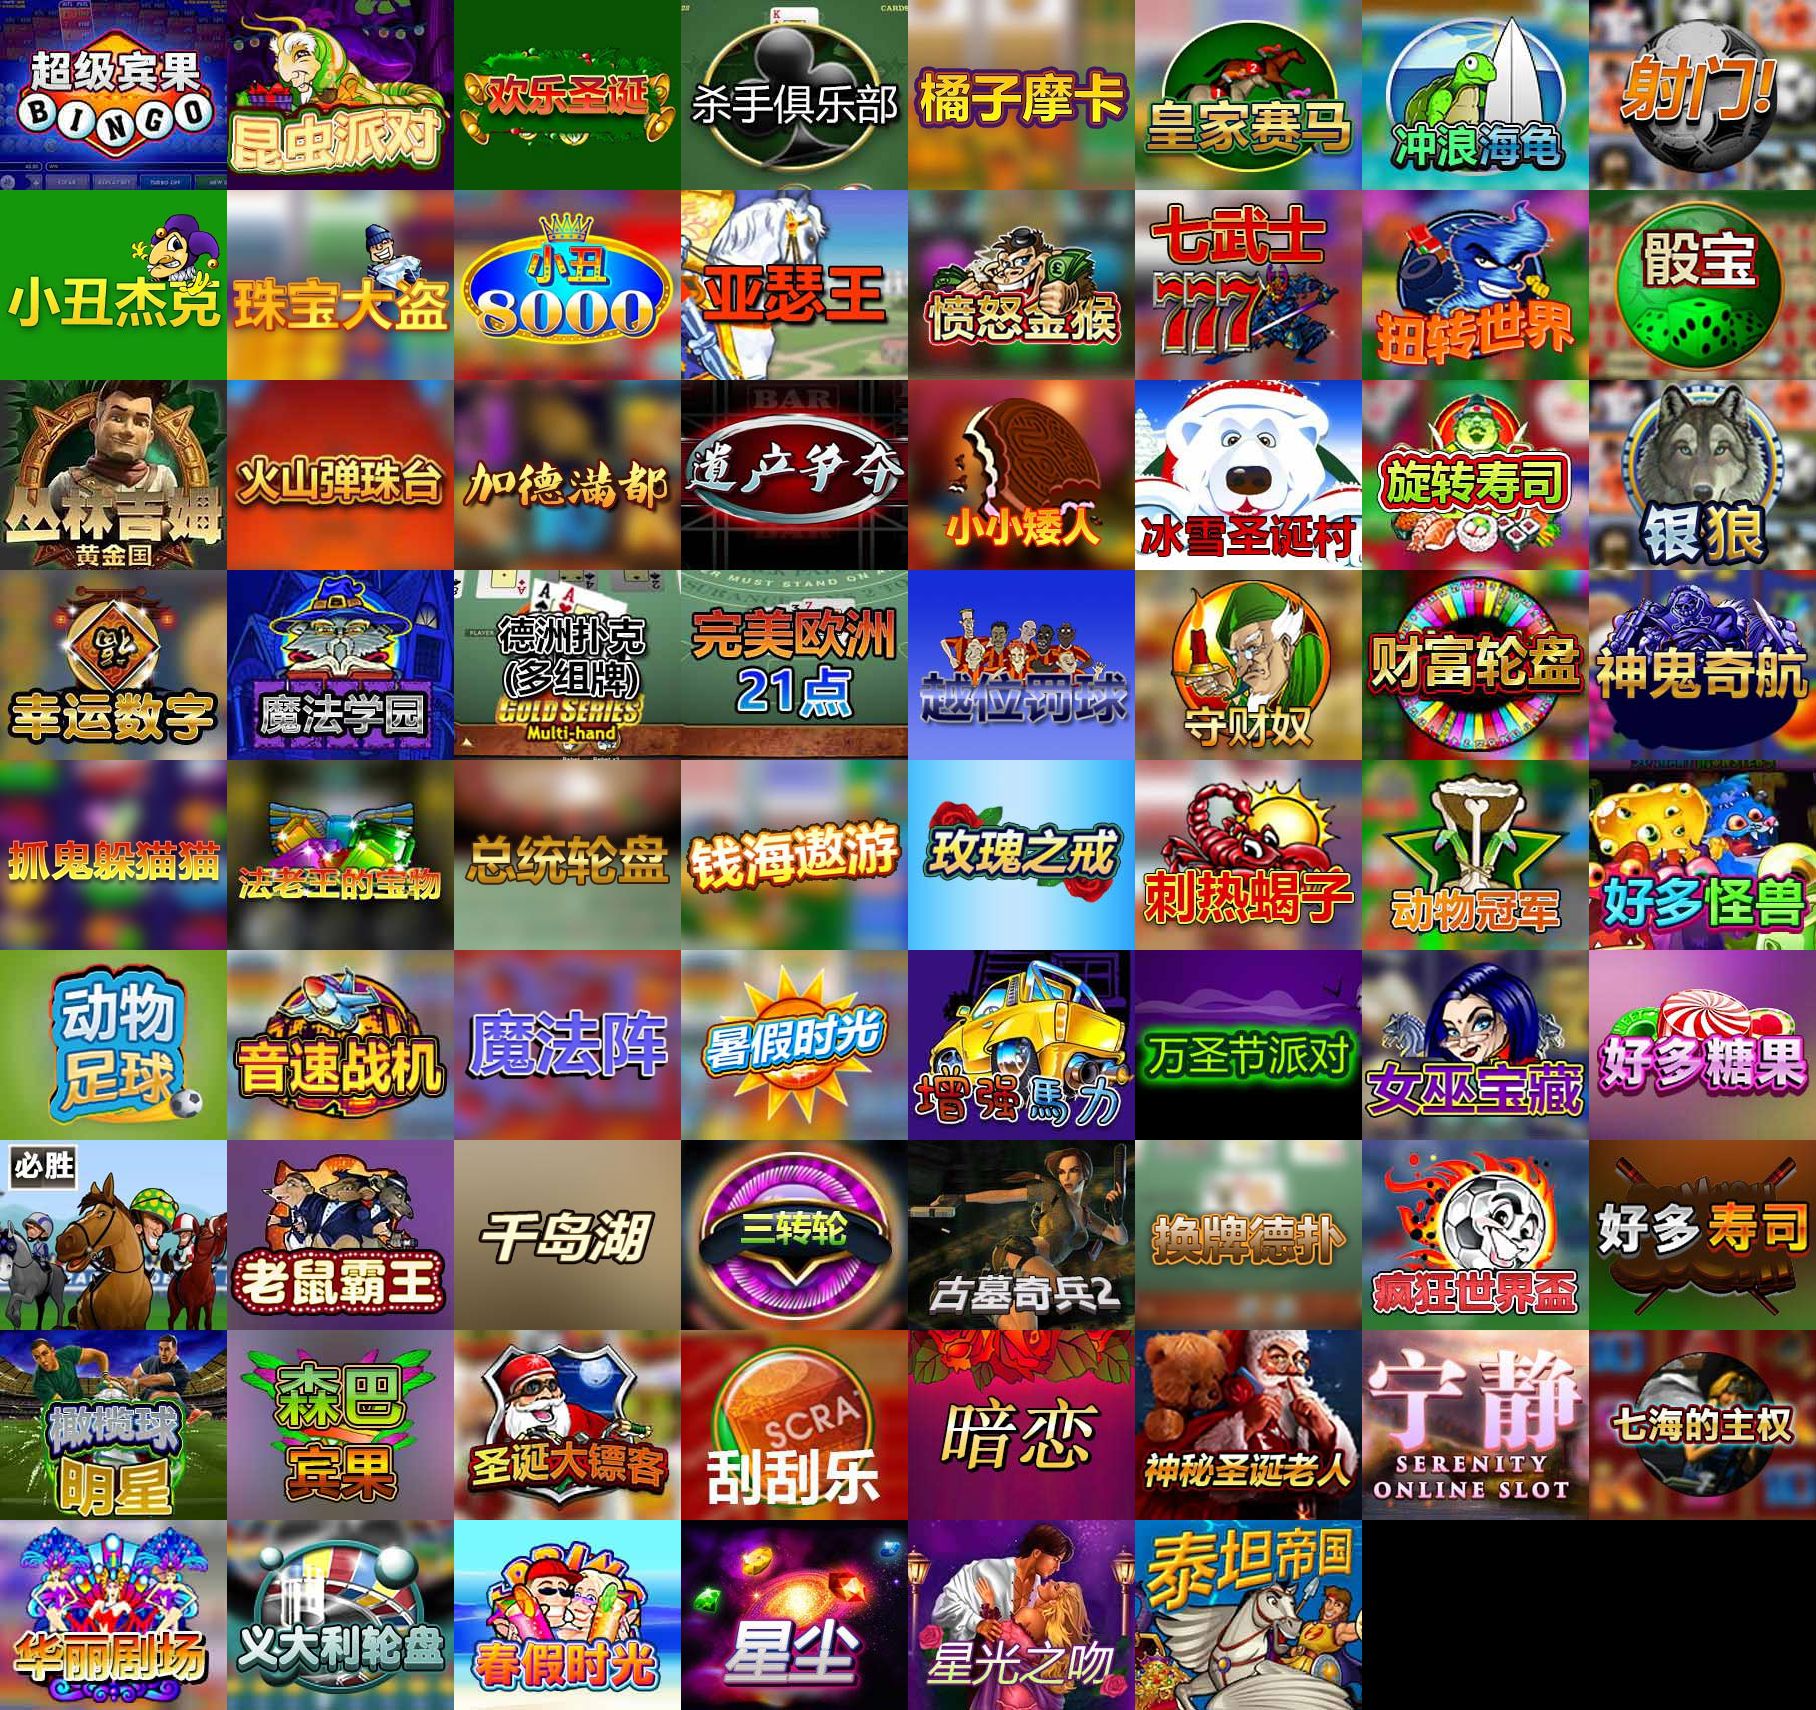 超级宾果
BINGO
昆虫派对
欢乐圣诞
杀手俱乐部
橘子摩卡
皇家赛马
冲浪海龟
射门!
小丑杰克
珠宝大盗
小丑
8000
亚瑟王
愤怒金猴
七武士
777
扭转世界
骰宝
丛林吉姆
黄金国
火山弹珠台
加德满都
BAR
遗产争夺
小小矮人
冰雪圣诞村
旋转寿司
银狼
幸运数字
魔法学园
德洲扑克
(多组牌)
GOLD SERIES
Multi-hand
完美欧洲
21点
越位罚球
守财奴
财富轮盘
神鬼奇航
抓鬼躲猫猫
法老王的宝物
总统轮盘
钱海遨游
玫瑰之戒
刺热蝎子
动物冠军
好多怪兽
动物
足球
音速战机
魔法阵
暑假时光
增强馬力
万圣节派对
女巫宝藏
好多糖果
必胜
老鼠霸王
千岛湖
三转轮
古墓奇兵2
换牌德扑
疯狂世界盃
好多寿司
橄榄球
明星
森巴
宾果
圣诞大镖客
SCRA
刮刮乐
暗恋
神秘圣诞老人
宁静
SERENITY
ONLINE SLOT
七海的主权
华丽剧场
义大利轮盘
春假时光
星尘
星光之吻
泰坦帝国